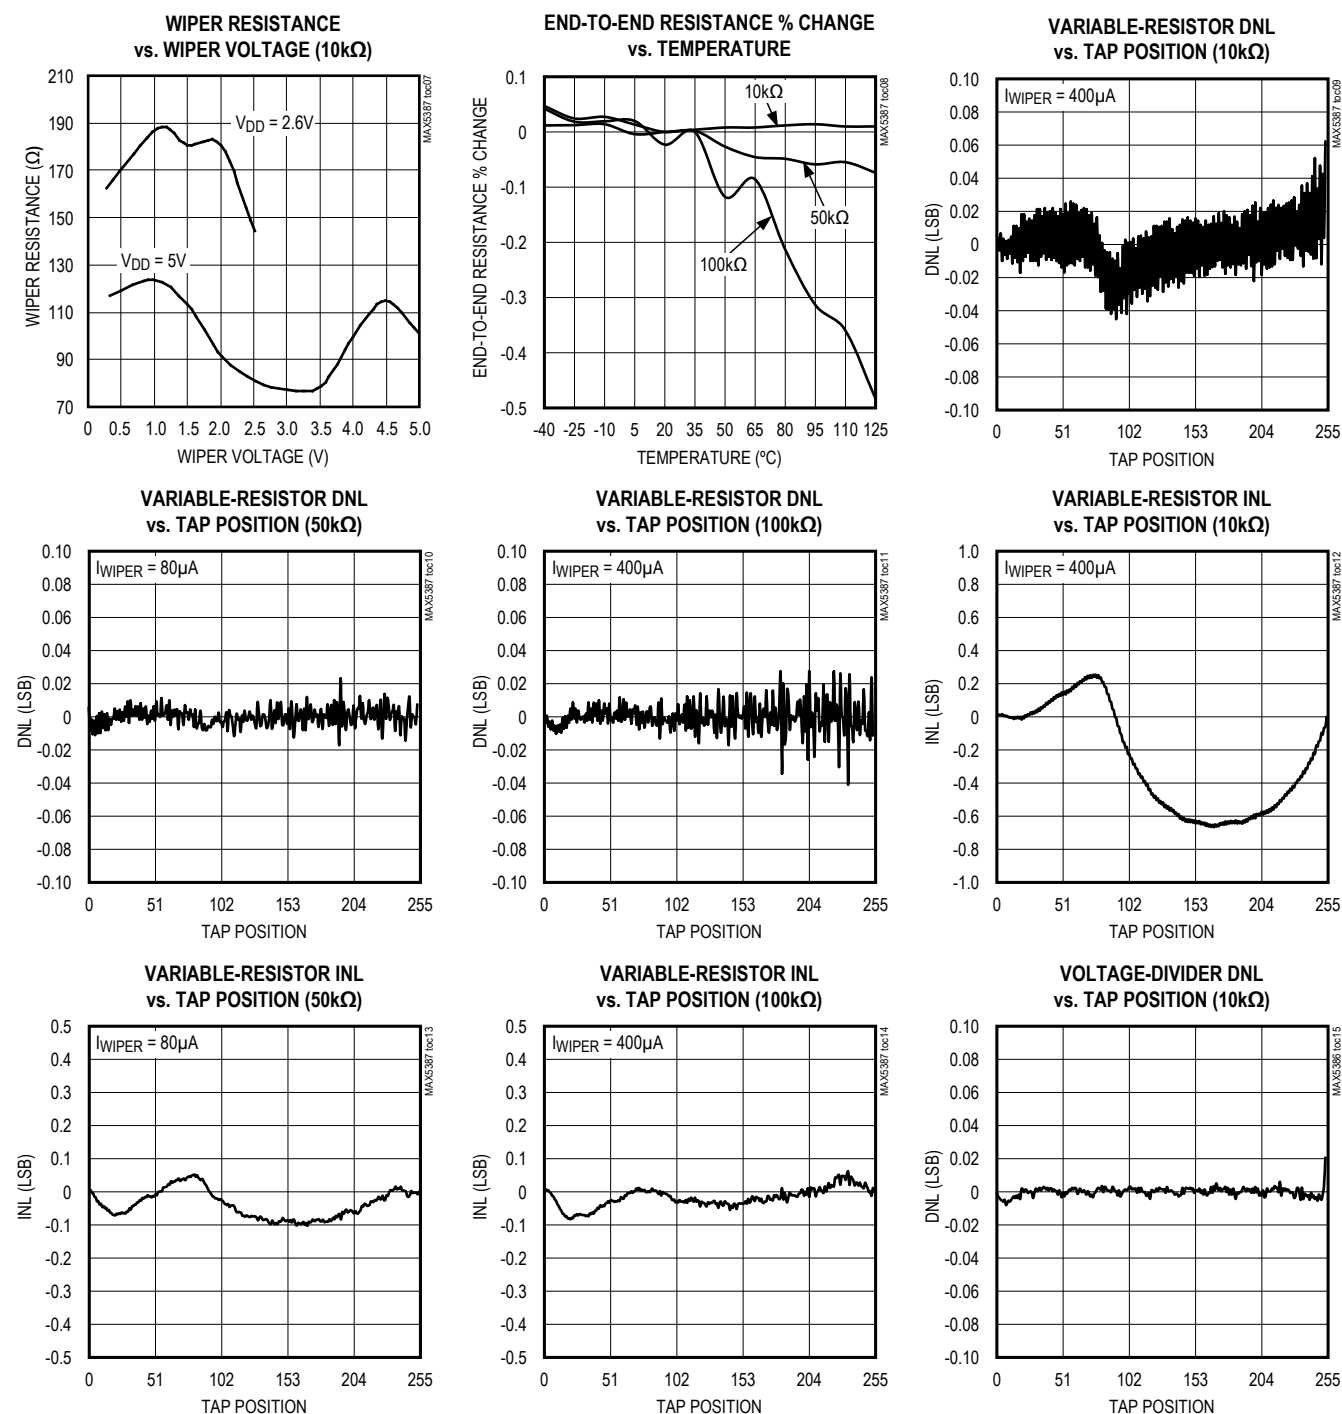 WIPER RESISTANCE
vs. WIPER VOLTAGE (10kΩ)
MAX5387 toc07
WIPER RESISTANCE (Ω)
210
190
170
150
130
110
90
70
VDD = 2.6V
VDD = 5V
0 0.5 1.0 1.5 2.0 2.5 3.0 3.5 4.0 4.5 5.0
WIPER VOLTAGE (V)
END-TO-END RESISTANCE % CHANGE
vs. TEMPERATURE
MAX5387 toc08
END-TO-END RESISTANCE % CHANGE
0.1
0
-0.1
-0.2
-0.3
-0.4
-0.5
10kΩ
50kΩ
100kΩ
-40 -25 -10 5 20 35 50 65 80 95 110 125
TEMPERATURE (ºC)
VARIABLE-RESISTOR DNL
vs. TAP POSITION (10kΩ)
MAX5387 toc09
DNL (LSB)
0.10
0.08
0.06
0.04
0.02
0
-0.02
-0.04
-0.06
-0.08
-0.10
IWIPER = 400µA
0 51 102 153 204 255
TAP POSITION
VARIABLE-RESISTOR DNL
vs. TAP POSITION (50kΩ)
MAX5387 toc10
DNL (LSB)
0.10
0.08
0.06
0.04
0.02
0
-0.02
-0.04
-0.06
-0.08
-0.10
IWIPER = 80µA
0 51 102 153 204 255
TAP POSITION
VARIABLE-RESISTOR DNL
vs. TAP POSITION (100kΩ)
MAX5387 toc11
DNL (LSB)
0.10
0.08
0.06
0.04
0.02
0
-0.02
-0.04
-0.06
-0.08
-0.10
IWIPER = 400µA
0 51 102 153 204 255
TAP POSITION
VARIABLE-RESISTOR INL
vs. TAP POSITION (10kΩ)
MAX5387 toc12
INL (LSB)
1.0
0.8
0.6
0.4
0.2
0
-0.2
-0.4
-0.6
-0.8
-1.0
IWIPER = 400µA
0 51 102 153 204 255
TAP POSITION
VARIABLE-RESISTOR INL
vs. TAP POSITION (50kΩ)
MAX5387 toc13
INL (LSB)
0.5
0.4
0.3
0.2
0.1
0
-0.1
-0.2
-0.3
-0.4
-0.5
IWIPER = 80µA
0 51 102 153 204 255
TAP POSITION
VARIABLE-RESISTOR INL
vs. TAP POSITION (100kΩ)
MAX5387 toc14
INL (LSB)
0.5
0.4
0.3
0.2
0.1
0
-0.1
-0.2
-0.3
-0.4
-0.5
IWIPER = 400µA
0 51 102 153 204 255
TAP POSITION
VOLTAGE-DIVIDER DNL
vs. TAP POSITION (10kΩ)
MAX5386 toc15
DNL (LSB)
0.10
0.08
0.06
0.04
0.02
0
-0.02
-0.04
-0.06
-0.08
-0.10
0 51 102 153 204 255
TAP POSITION